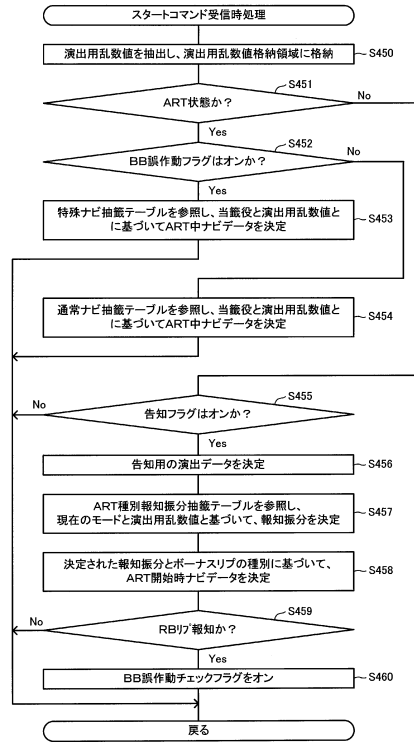 スタートコマンド受信時処理
演出用乱数値を抽出し、演出用乱数値格納領域に格納
S450
S451
ART状態か?
No
Yes
S452
BB誤作動フラグはオンか?
No
Yes
特殊ナビ抽籤テーブルを参照し、当籤役と演出用乱数値と
に基づいてART中ナビデータを決定
S453
通常ナビ抽籤テーブルを参照し、当籤役と演出用乱数値と
に基づいてART中ナビデータを決定
S454
S455
告知フラグはオンか?
No
Yes
告知用の演出データを決定
S456
ART種別報知振分抽籤テーブルを参照し、
現在のモードと演出用乱数値と基づいて、報知振分を決定
S457
決定された報知振分とボーナスリプの種別に基づいて、
ART開始時ナビデータを決定
S458
S459
RBリプ報知か?
No
Yes
BB誤作動チェックフラグをオン
S460
戻る